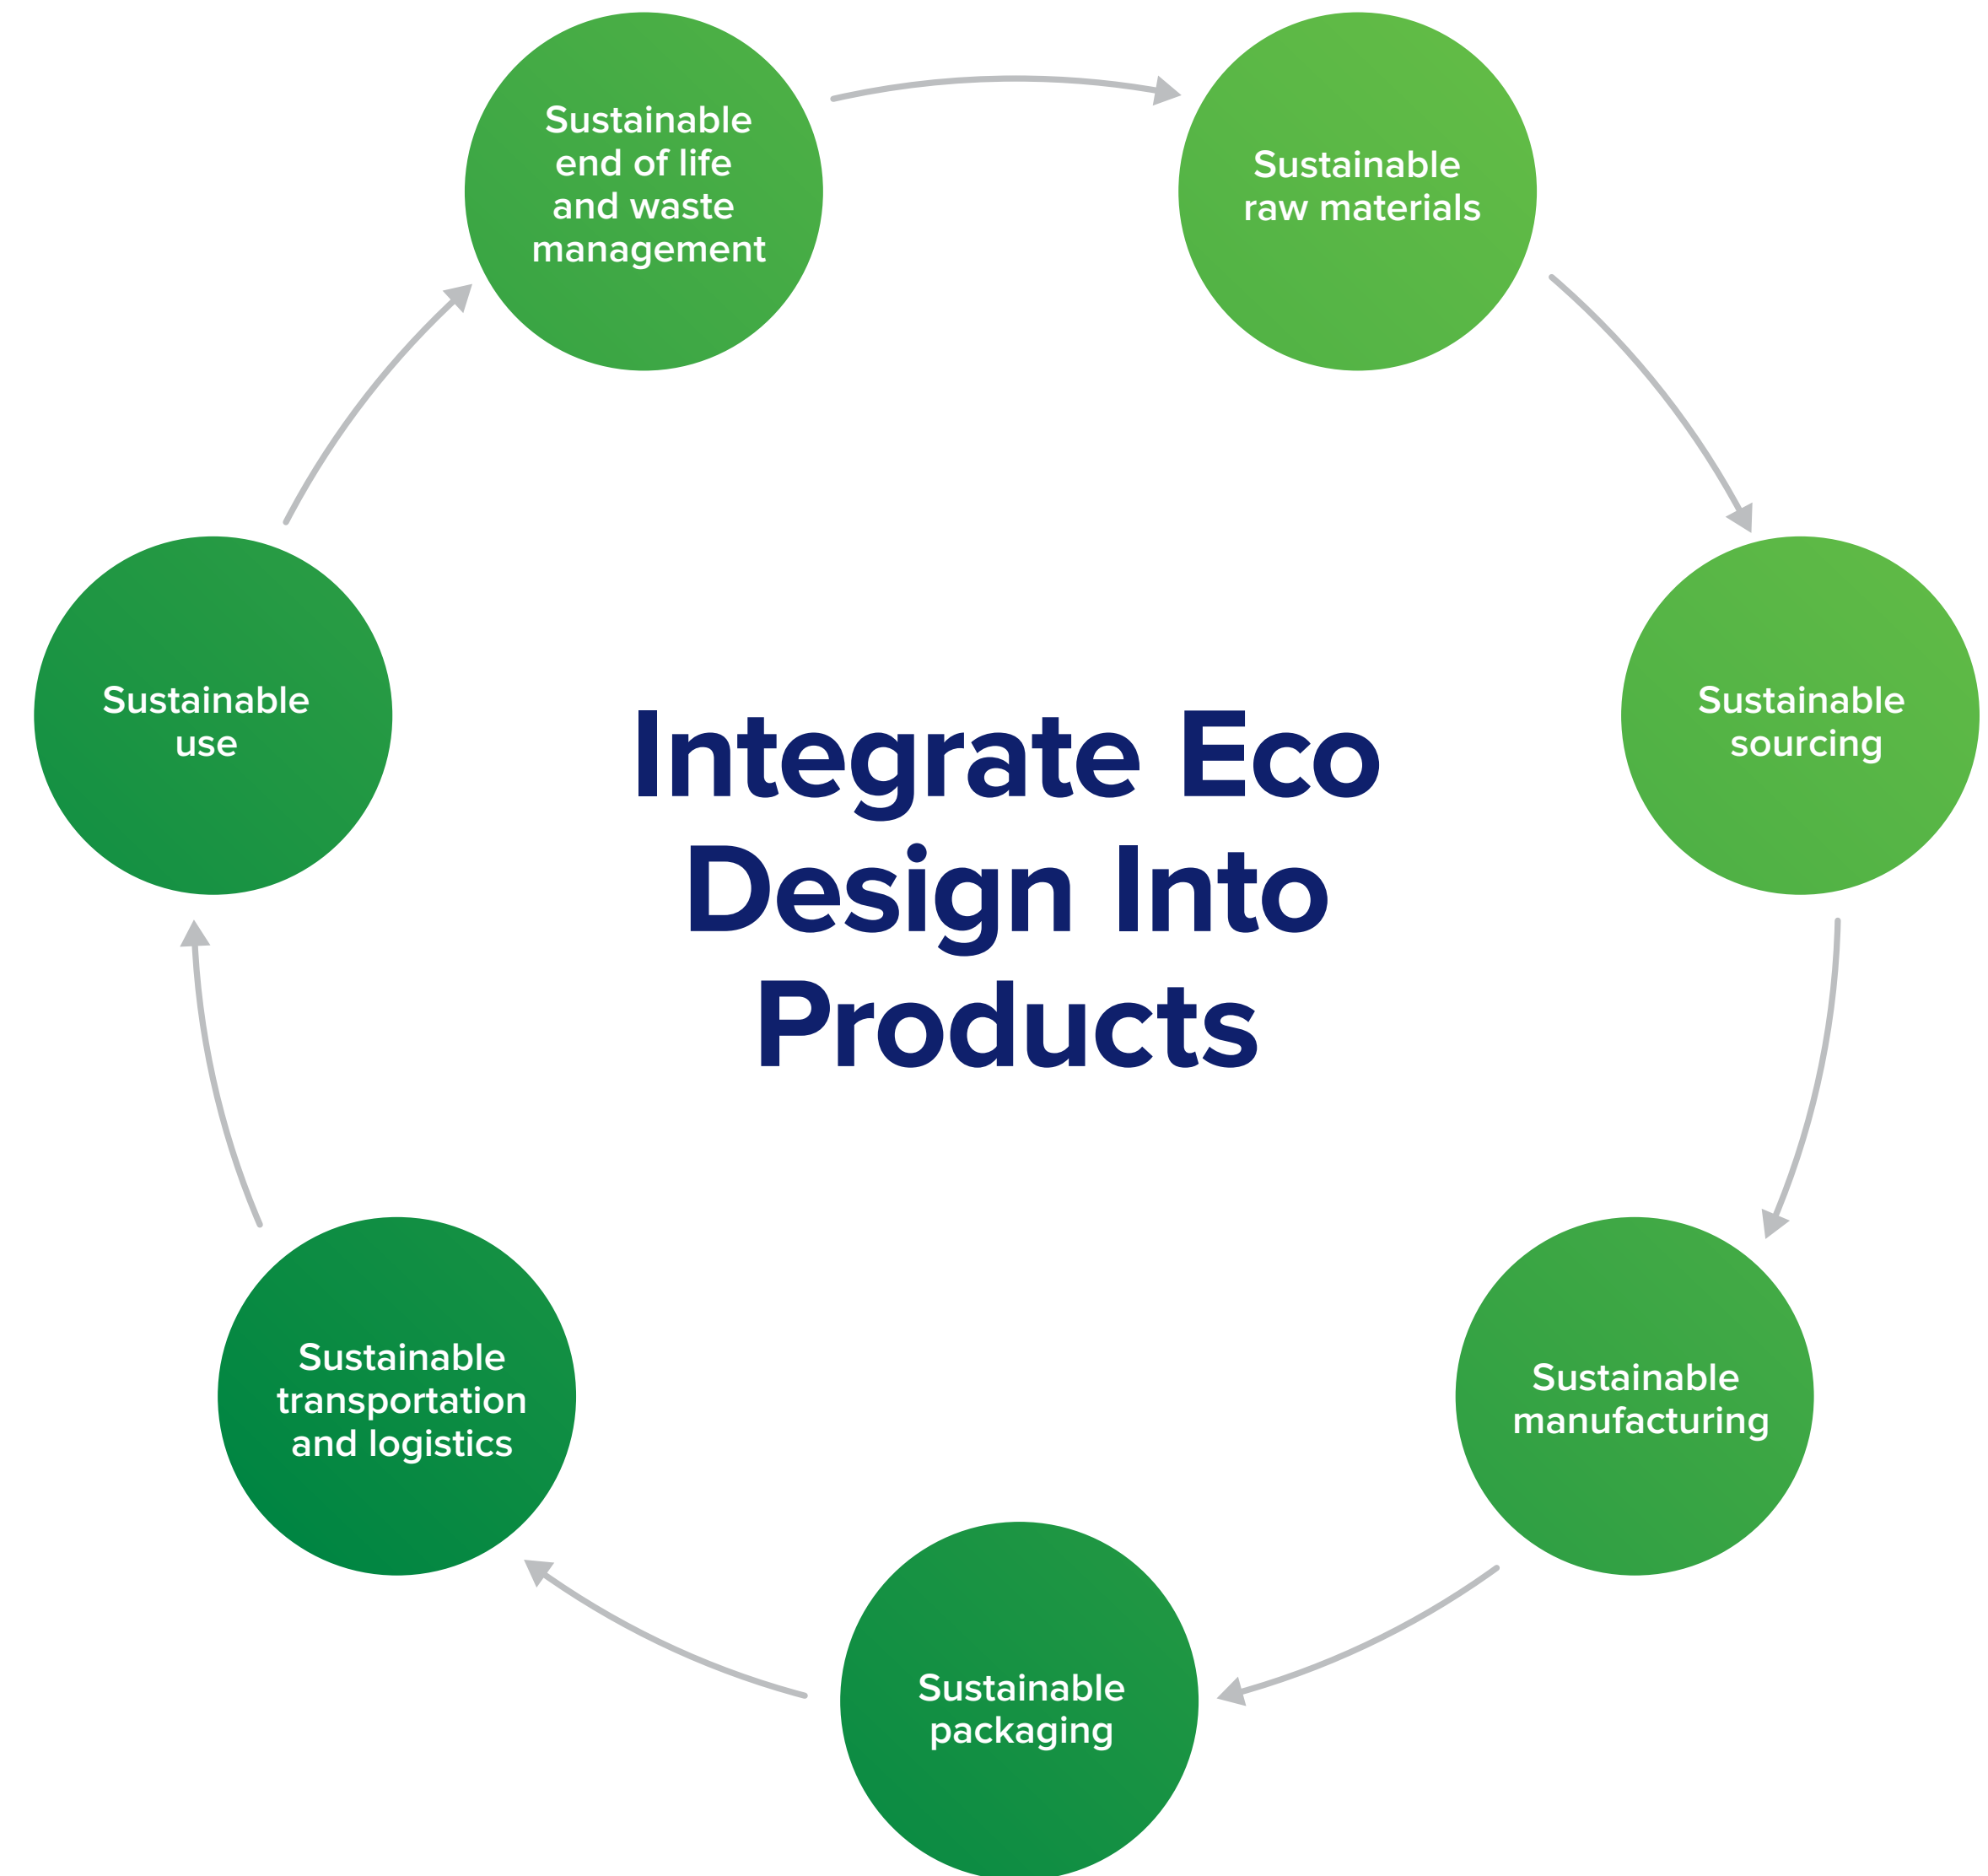 Sustainable
end of life
and waste
management
Sustainable
raw materials
Sustainable
sourcing
Sustainable
manufacturing
Sustainable
packaging
Sustainable
transportation
and logistics
Sustainable
use
Integrate Eco
Design Into
Products